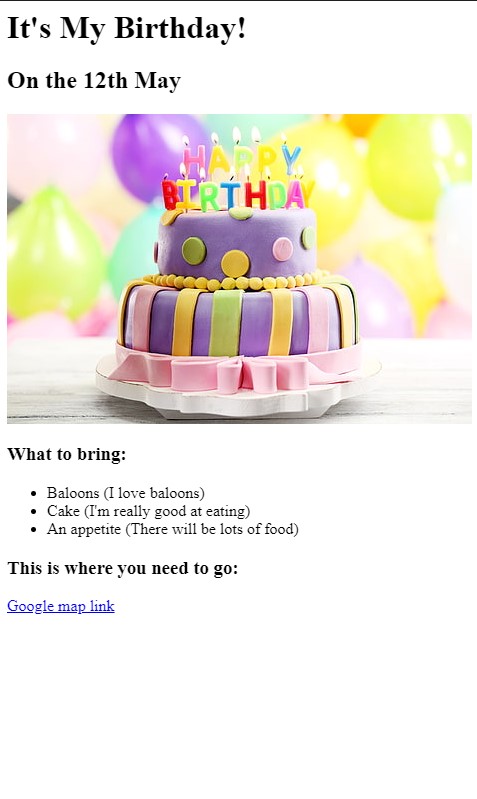 It's My Birthday!
On the 12th May
HAPPY
BIRTHDAY
What to bring:
Baloons (I love baloons)
Cake (I'm really good at eating)
An appetite (There will be lots of food)
This is where you need to go:
Google map link